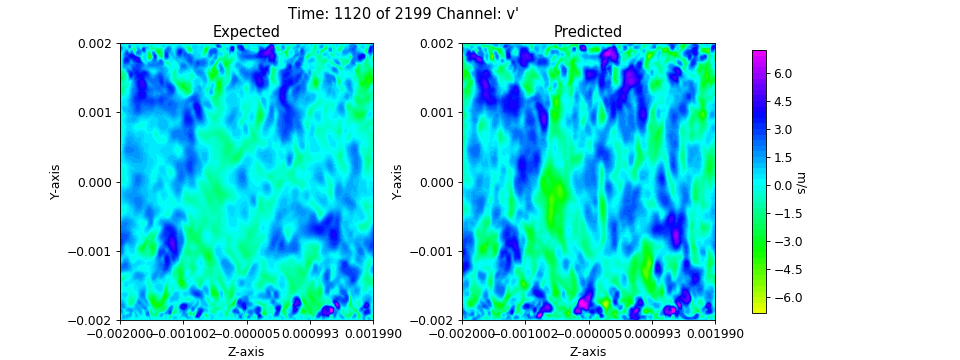 Time: 1120 of 2199 Channel: v'
Expected
Predicted
0.002
0.001
0.000
−0.001
−0.002
Y-axis
−0.002000 −0.001002 −0.000005 0.000993 0.001990
Z-axis
0.002
0.001
0.000
−0.001
−0.002
Y-axis
−0.002000 −0.001002 −0.000005 0.000993 0.001990
Z-axis
6.0
4.5
3.0
1.5
0.0
−1.5
−3.0
−4.5
−6.0
m/s